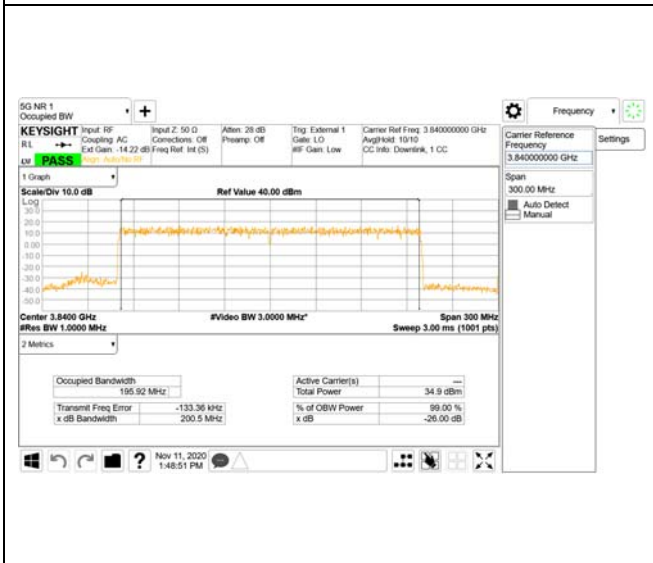 5G NR 1
Occupied BW
+
Frequency
KEYSIGHT Input: RF Input Z: 50 Ω Atten: 28 dB Trig: External 1 Carrier Ref Freq: 3.840000000 GHz
RL Coupling: AC Corrections: Off Preamp: Off Gate: LO Avg|Hold: 10/10
Ext Gain: -14.22 dB Freq Ref: Int (S) #IF Gain: Low CC Info: Downlink, 1 CC
PASS Align: Auto/No RF
Carrier Reference
Frequency
3.840000000 GHz
Settings
Span
300.00 MHz
Auto Detect
Manual
1 Graph
Scale/Div 10.0 dB Ref Value 40.00 dBm
Log
30.0
20.0
10.0
0.00
-10.0
-20.0
-30.0
-40.0
-50.0
Center 3.8400 GHz #Video BW 3.0000 MHz* Span 300 MHz
#Res BW 1.0000 MHz Sweep 3.00 ms (1001 pts)
2 Metrics
Occupied Bandwidth Active Carrier(s) ---
195.92 MHz Total Power 34.9 dBm
Transmit Freq Error -133.36 kHz % of OBW Power 99.00 %
x dB Bandwidth 200.5 MHz x dB -26.00 dB
? Nov 11, 2020
1:48:51 PM